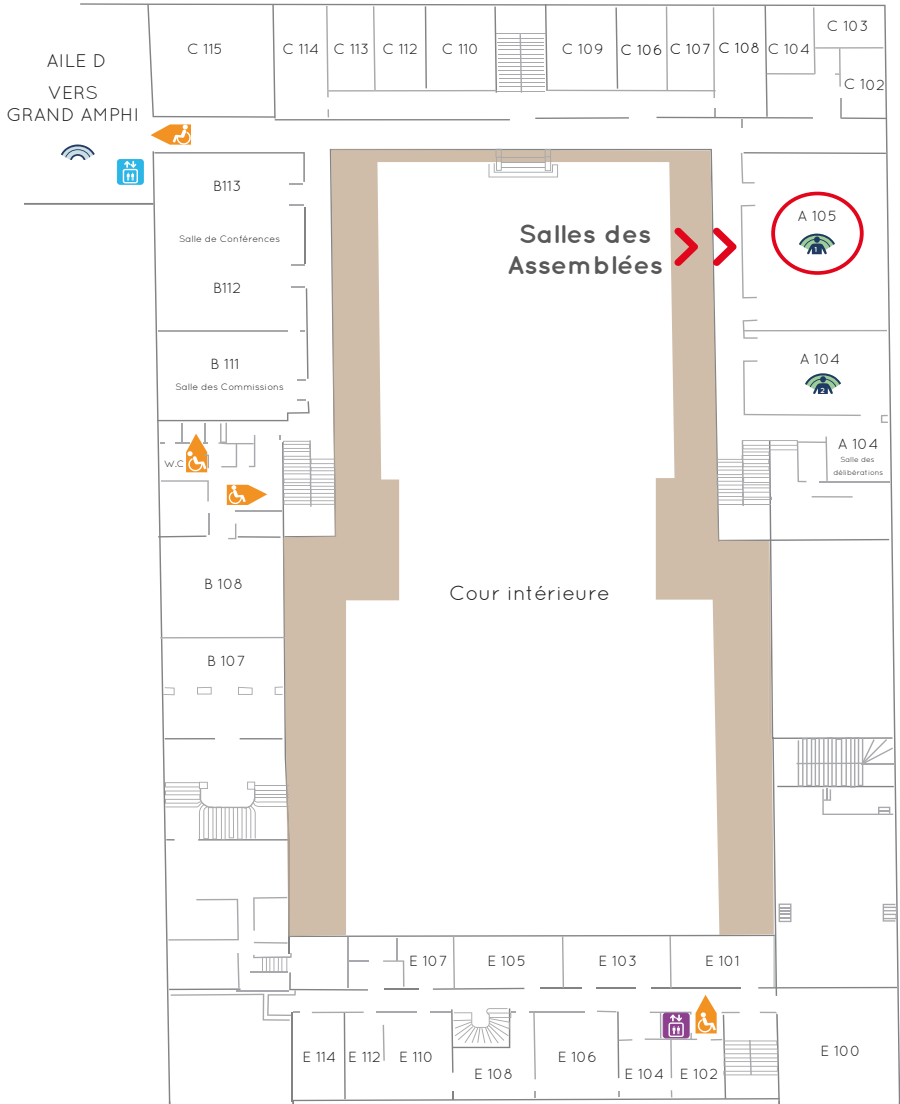 C 103
C 115
C 114
C 113
C 112
C 110
C 109
C 106
C 107
C 108
C 104
AILE D
C 102
VERS
GRAND AMPHI
B113
A 105
1
Salles des
Assemblées
Salle de Conférences
B112
B 111
Salle des Commissions
A 104
2
A 104
Salle des
délibérations
W.C
B 108
Cour intérieure
B 107
E 107
E 105
E 103
E 101
E 114
E 112
E 110
E 108
E 106
E 104
E 102
E 100